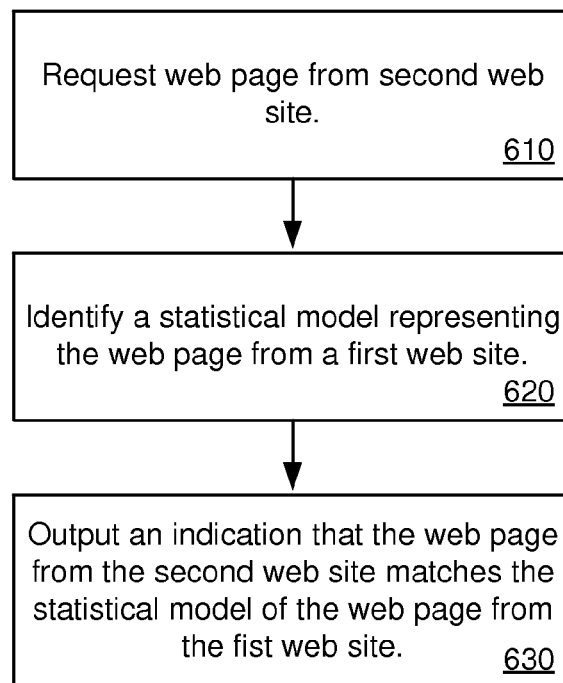 Request web page from second web
site.
610
Identify a statistical model representing
the web page from a first web site.
620
Output an indication that the web page
from the second web site matches the
statistical model of the web page from
the fist web site.
630